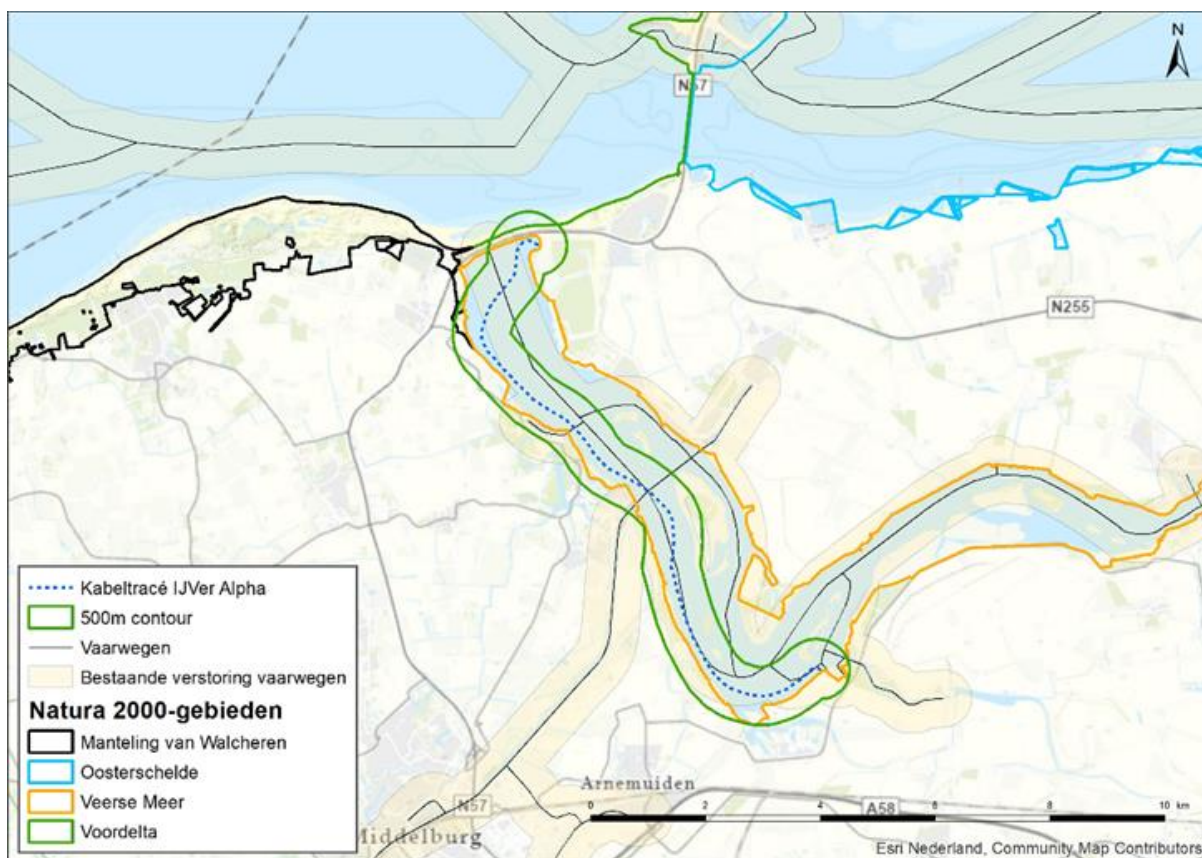 N
N57
N255
Kabeltracé IJVer Alpha
500m contour
Vaarwegen
Bestaande verstoring vaarwegen
Natura 2000-gebieden
Manteling van Walcheren
Oosterschelde
Veerse Meer
Voordelta
N57
Middelburg
Arnemuiden
0 2 4 6 8 10 km
A58
Esri Nederland, Community Map Contributors